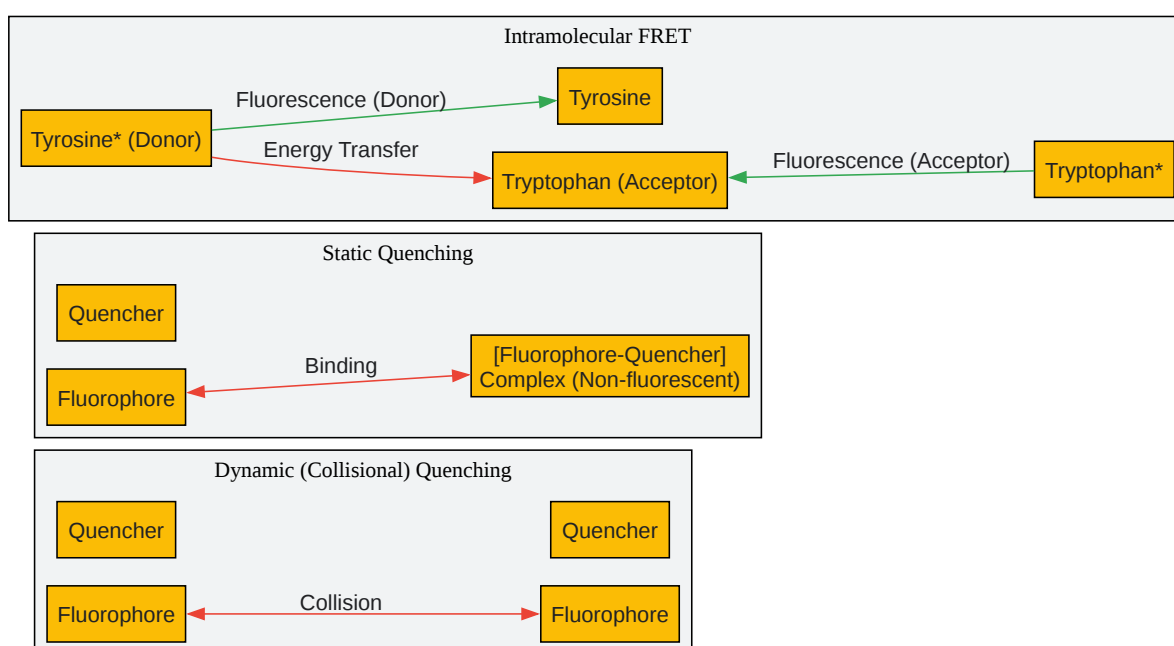 Intramolecular FRET
Tyrosine* (Donor)
Fluorescence (Donor)
Energy Transfer
Tyrosine
Tryptophan (Acceptor)
Fluorescence (Acceptor)
Tryptophan*
Static Quenching
Quencher
Fluorophore
Binding
[Fluorophore-Quencher]
Complex (Non-fluorescent)
Dynamic (Collisional) Quenching
Quencher
Quencher
Fluorophore
Collision
Fluorophore